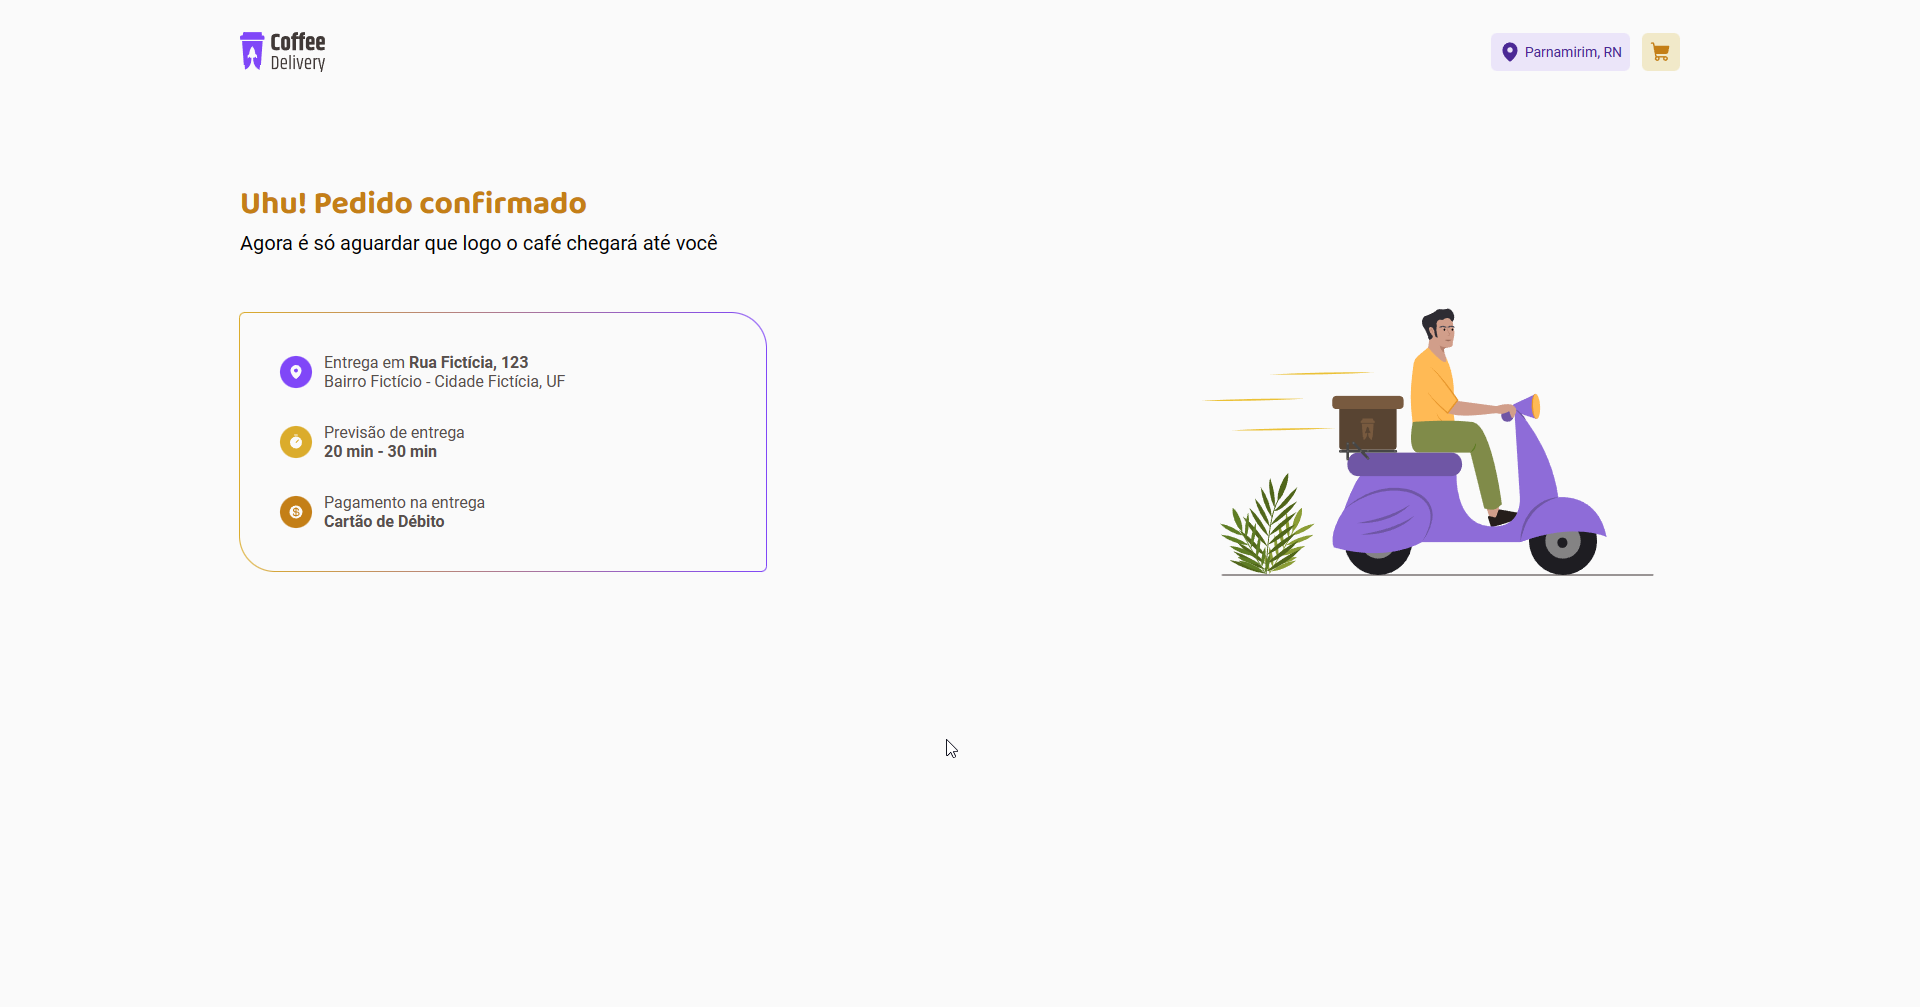 Coffee
Delivery
Parnamirim, RN
Uhu! Pedido confirmado
Agora é só aguardar que logo o café chegará até você
Entrega em Rua Fictícia, 123
Bairro Fictício - Cidade Fictícia, UF
Previsão de entrega
20 min - 30 min
Pagamento na entrega
Cartão de Débito